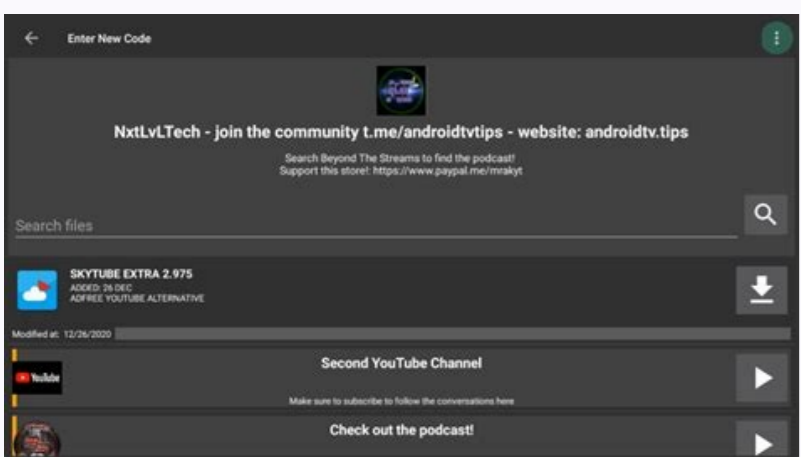 Enter New Code
NxtLvLTech - join the community t.me/androidtvtips - website: androidtv.tips
Search Beyond The Streams to find the podcast!
Support this store!: https://www.paypal.me/mrakyt
Search files
SKYTUBE EXTRA 2.975
ADDED: 26 DEC
ADFREE YOUTUBE ALTERNATIVE
Modified at: 12/26/2020
Second YouTube Channel
YouTube
Make sure to subscribe to follow the conversations here
Check out the podcast!